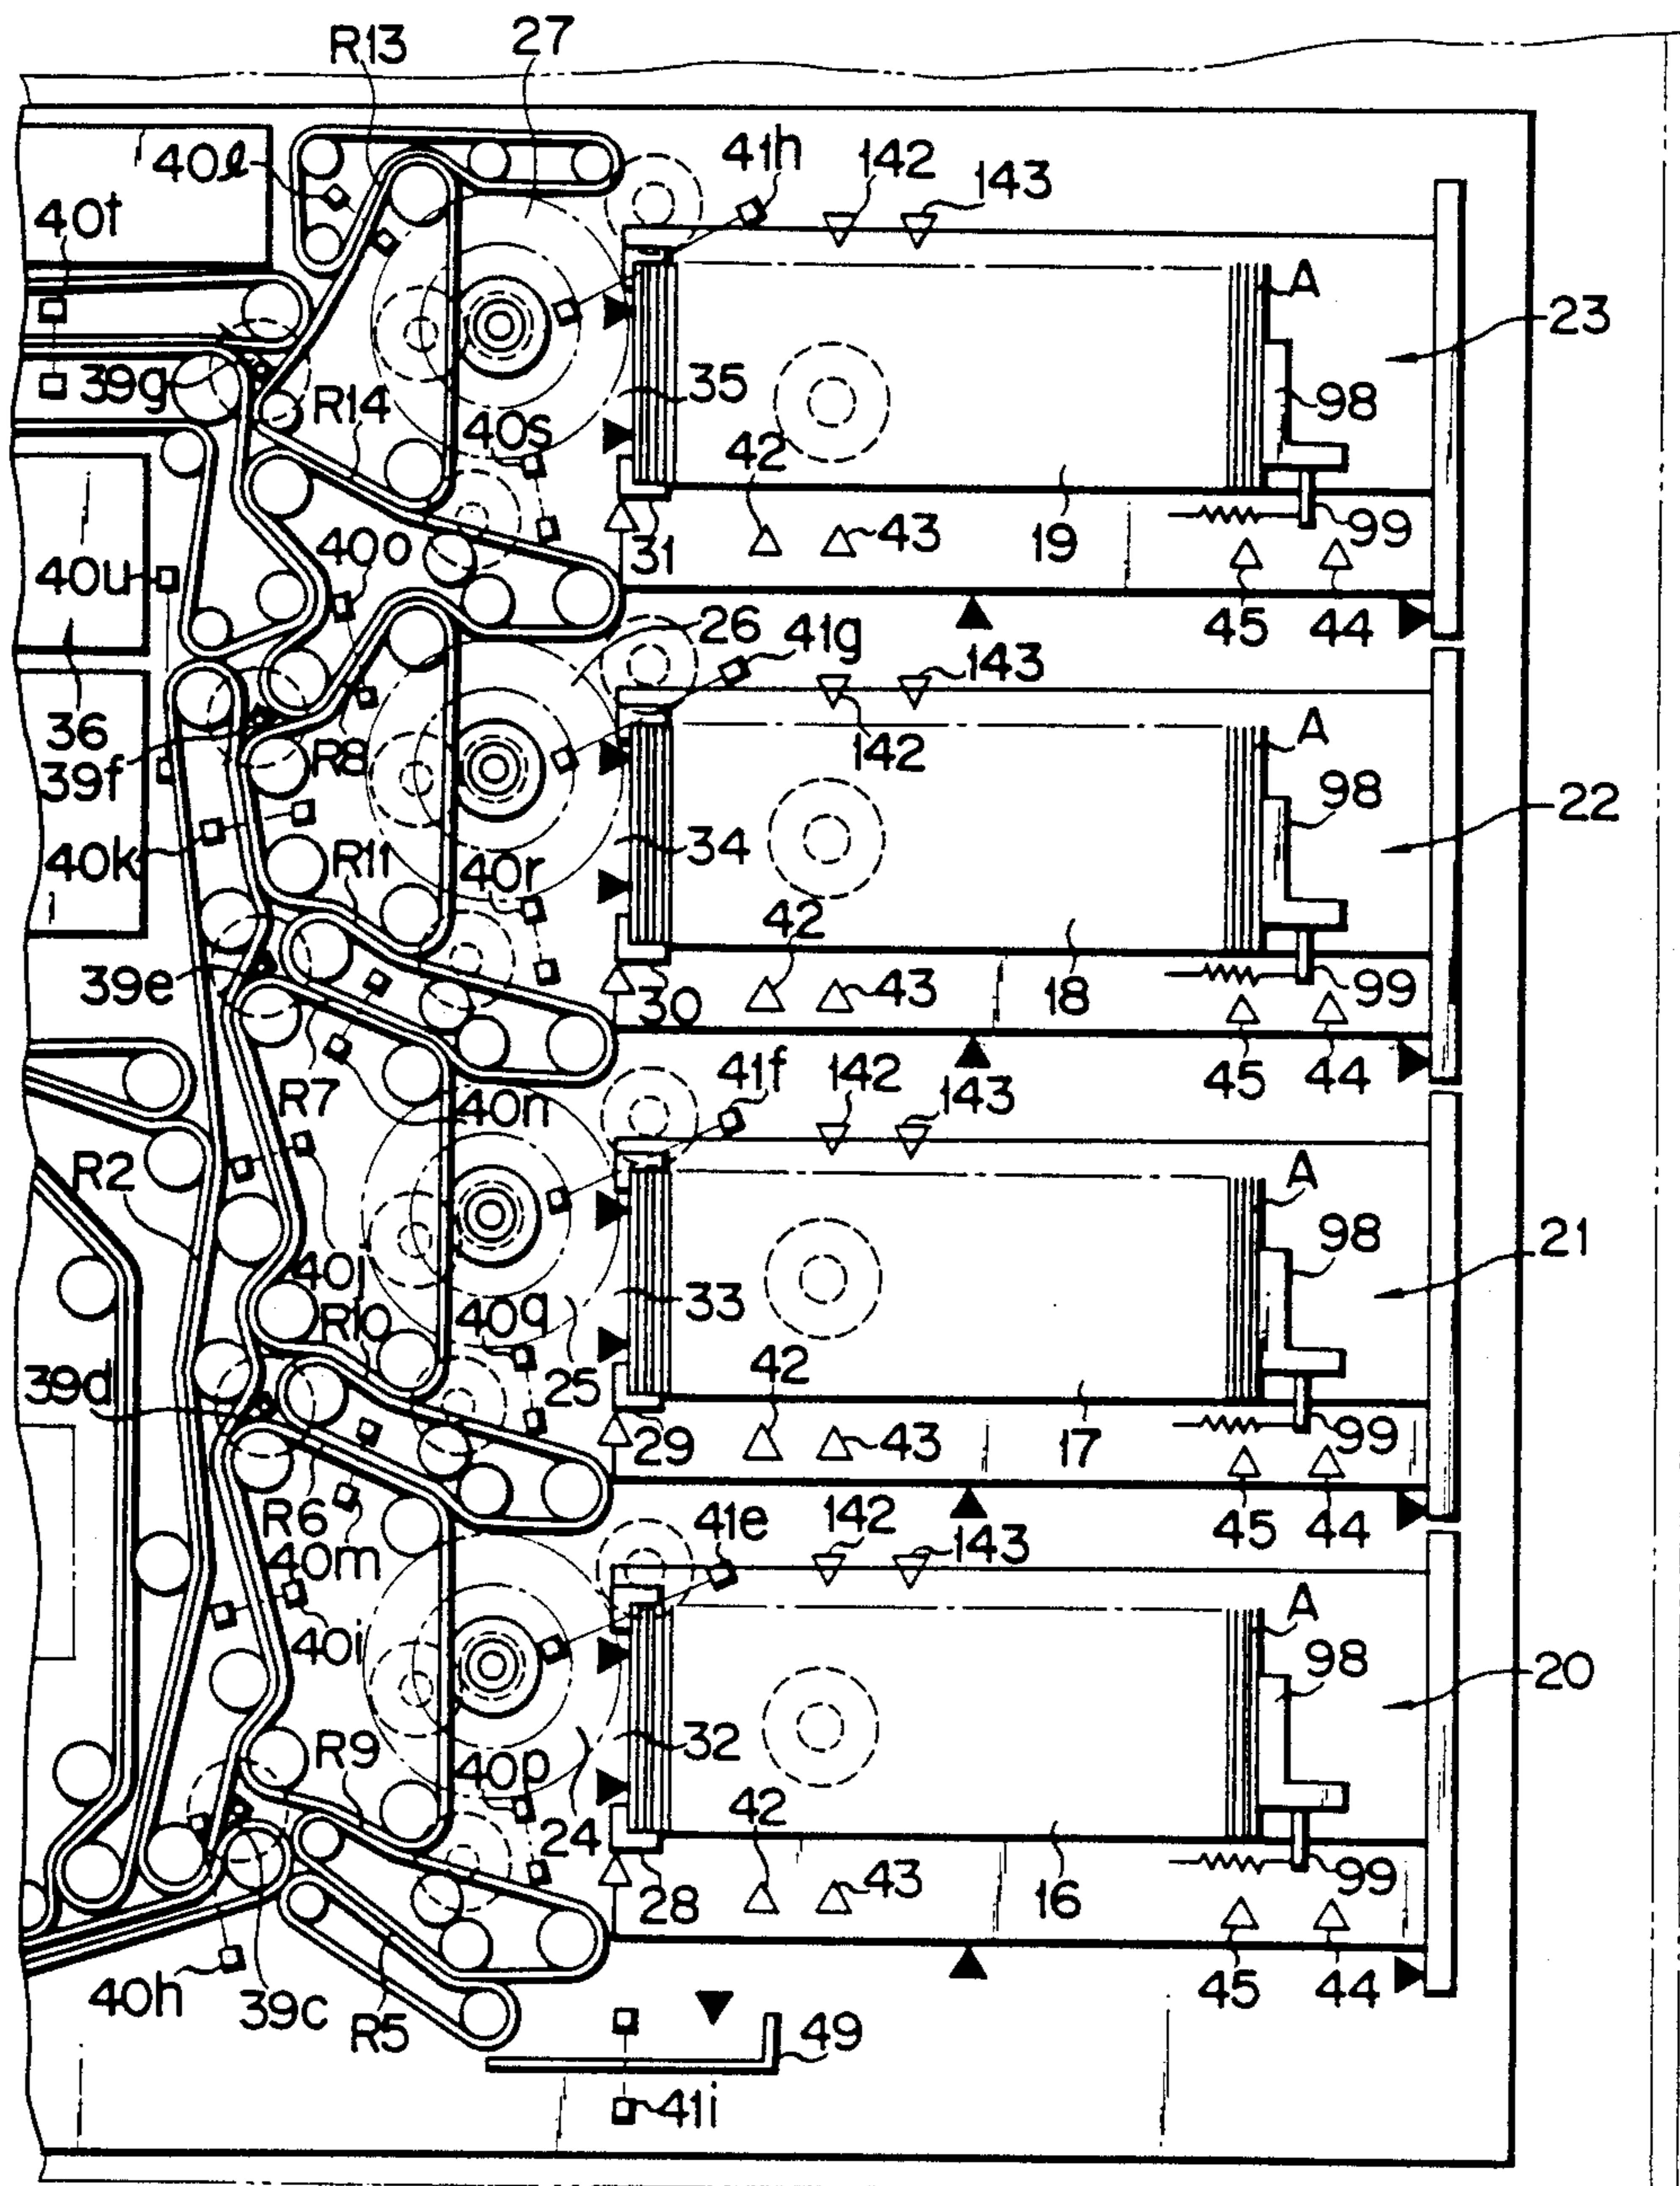 R13
27
40l
41h
142
143
40t
A
23
39g
R14
35
98
40s
42
40o
31
43
19
99
40u
26
45
44
41g
143
36
39f
R8
142
A
98
22
40k
R11
34
40r
42
39e
30
43
18
99
R7
40n
41f
142
143
45
44
R2
A
98
21
40j
R10
40q
33
39d
25
42
29
43
17
99
R6
40m
41e
142
143
45
44
40i
A
98
20
R9
40p
32
24
42
28
43
16
99
40h
39c
R5
45
44
49
41i